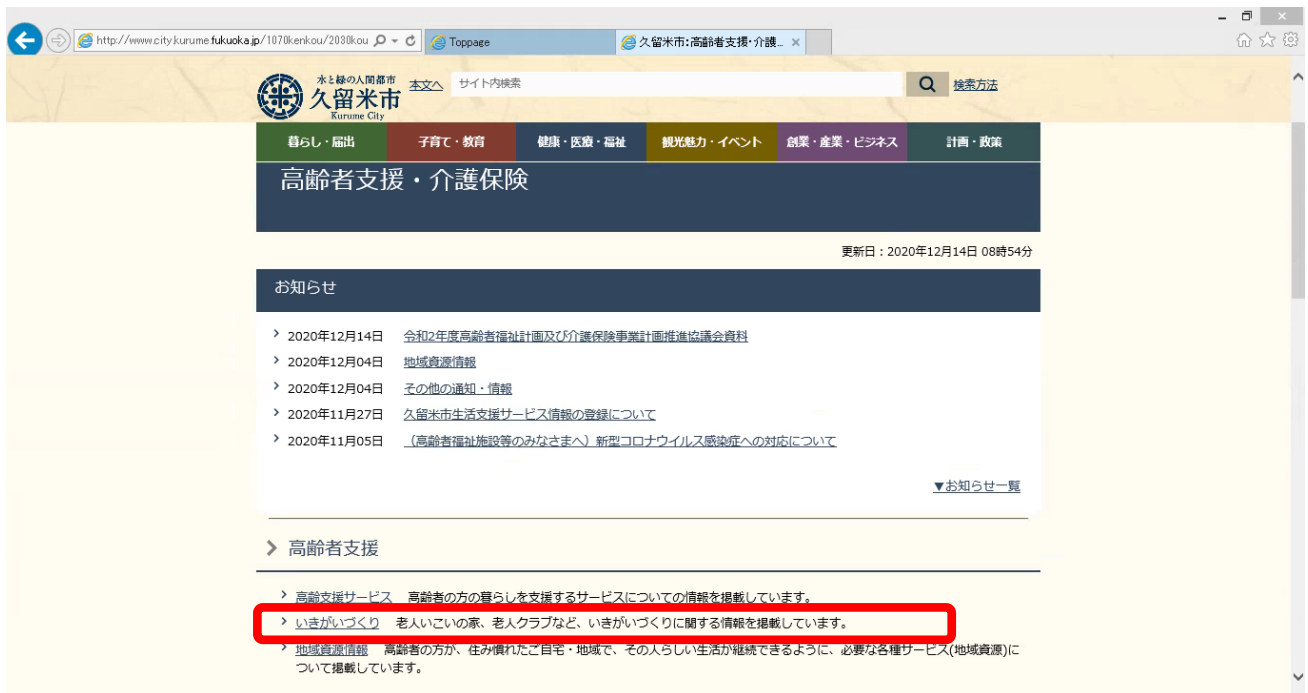 http://www.city.kurume.fukuoka.jp/1070kenkou/2030kou
Toppage
久留米市:高齢者支援・介護...
水と緑の人間都市
久留米市
Kurume City
本文へ
サイト内検索
検索方法
暮らし・届出 子育て・教育 健康・医療・福祉 観光魅力・イベント 創業・産業・ビジネス 計画・政策
高齢者支援・介護保険
更新日：2020年12月14日 08時54分
お知らせ
2020年12月14日 令和2年度高齢者福祉計画及び介護保険事業計画推進協議会資料
2020年12月04日 地域資源情報
2020年12月04日 その他の通知・情報
2020年11月27日 久留米市生活支援サービス情報の登録について
2020年11月05日 （高齢者福祉施設等のみなさまへ）新型コロナウイルス感染症への対応について
▼お知らせ一覧
高齢者支援
高齢支援サービス 高齢者の方の暮らしを支援するサービスについての情報を掲載しています。
いきがいづくり 老人いこいの家、老人クラブなど、いきがいづくりに関する情報を掲載しています。
地域資源情報 高齢者の方が、住み慣れたご自宅・地域で、その人らしい生活が継続できるように、必要な各種サービス(地域資源)に
ついて掲載しています。